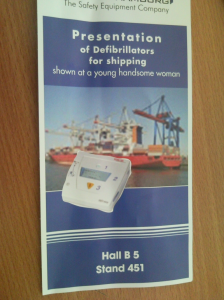 The Safety Equipment Company
Presentation
of Defibrillators
for shipping
shown at a young handsome woman
Hall B 5
Stand 451